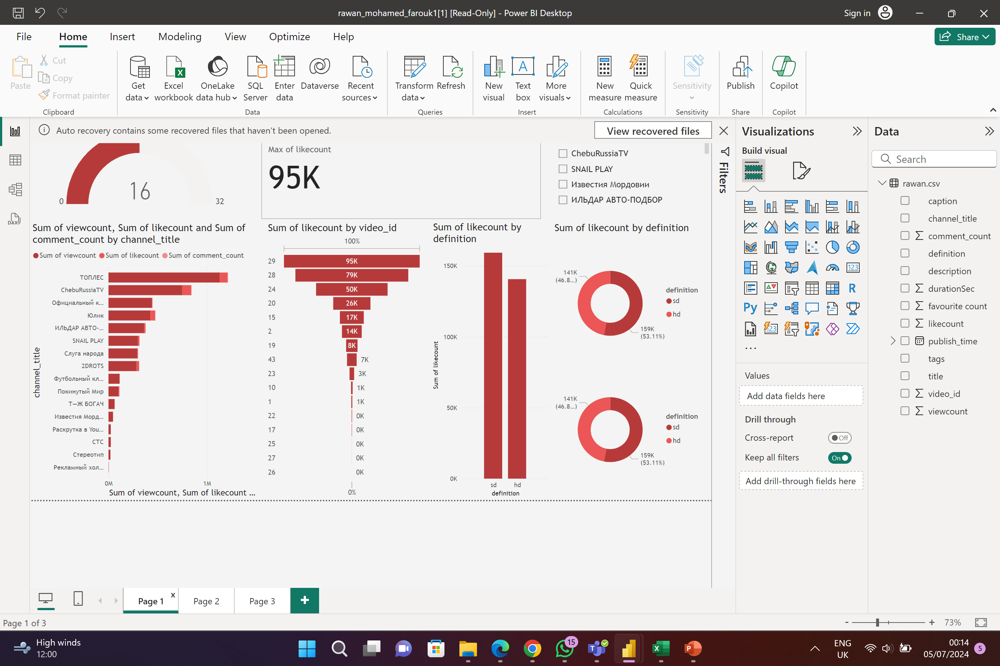 rawan_mohamed_farouk1[1] [Read-Only] - Power BI Desktop
Sign in
File
Home
Insert
Modeling
View
Optimize
Help
Share
Paste
Cut
Copy
Format painter
Clipboard
Get data
Excel workbook
OneLake data hub
SQL Server
Enter data
Dataverse
Recent sources
Data
Transform data
Refresh
Queries
New visual
Text box
More visuals
Insert
New measure
Quick measure
Calculations
Sensitivity
Sensitivity
Publish
Share
Copilot
Copilot
Auto recovery contains some recovered files that haven't been opened.
View recovered files
DAX
0
16
32
Max of likecount
95K
ChebuRussiaTV
SNAIL PLAY
Известия Мордовии
ИЛЬДАР АВТО-ПОДБОР
Filters
Sum of viewcount, Sum of likecount and Sum of
comment_count by channel_title
Sum of viewcount
Sum of likecount
Sum of comment_count
channel_title
ТОПЛЕС
ChebuRussiaTV
Официальный к...
Юлик
ИЛЬДАР АВТО-...
SNAIL PLAY
Слуга народа
2DROTS
Футбольный кл...
Покинутый Мир
Т—Ж БОГАЧ
Известия Морд...
Раскрутка в You...
СТС
Стереотип
Рекламный хол...
0M
1M
Sum of viewcount, Sum of likecount ...
Sum of likecount by video_id
100%
29 95K
28 79K
24 50K
20 26K
15 17K
2 14K
19 8K
43 7K
23 3K
10 1K
1 1K
22 0K
17 0K
25 0K
27 0K
26 0K
0%
Sum of likecount by
definition
Sum of likecount
150K
100K
50K
0K
sd
hd
definition
Sum of likecount by definition
141K
(46.8...)
159K
(53.11%)
definition
sd
hd
141K
(46.8...)
159K
(53.11%)
definition
sd
hd
Visualizations
Build visual
123
R
Py
123
...
Values
Add data fields here
Drill through
Cross-report
Off
Keep all filters
On
Add drill-through fields here
Data
Search
rawan.csv
caption
channel_title
comment_count
definition
description
durationSec
favourite count
likecount
publish_time
tags
title
video_id
viewcount
Page 1
x
Page 2
Page 3
+
Page 1 of 3
- + 73%
High winds
12:00
15
ENG
UK
00:14
05/07/2024
5